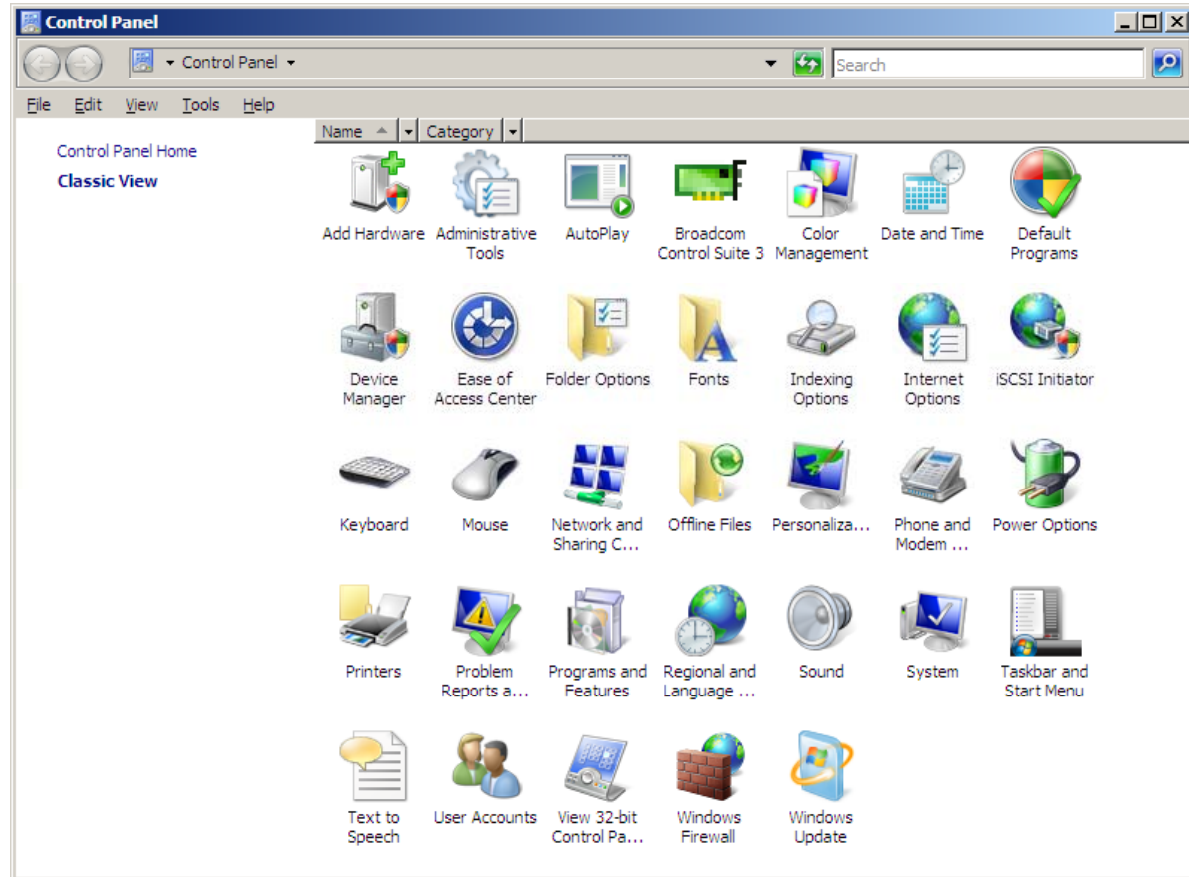 Control Panel
Control Panel
Search
File Edit View Tools Help
Name Category
Control Panel Home
Classic View
Add Hardware
Administrative
Tools
AutoPlay
Broadcom
Control Suite 3
Color
Management
Date and Time
Default
Programs
Device
Manager
Ease of
Access Center
Folder Options
Fonts
Indexing
Options
Internet
Options
iSCSI Initiator
Keyboard
Mouse
Network and
Sharing C...
Offline Files
Personaliza...
Phone and
Modem ...
Power Options
Printers
Problem
Reports a...
Programs and
Features
Regional and
Language ...
Sound
System
Taskbar and
Start Menu
Text to
Speech
User Accounts
View 32-bit
Control Pa...
Windows
Firewall
Windows
Update